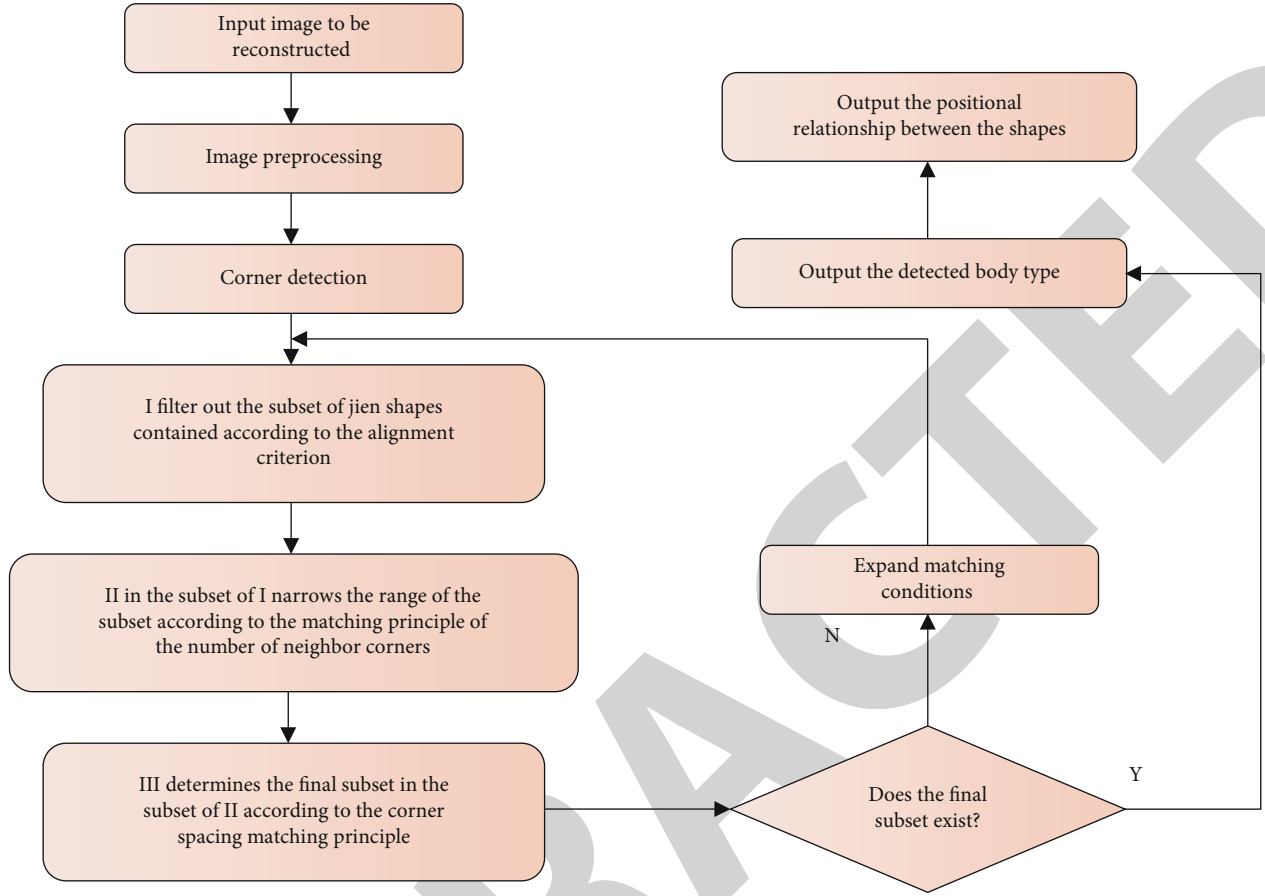 Input image to be
reconstructed
Image preprocessing
Corner detection
I filter out the subset of jien shapes
contained according to the alignment
criterion
II in the subset of I narrows the range of the
subset according to the matching principle of
the number of neighbor corners
III determines the final subset in the
subset of II according to the corner
spacing matching principle
Does the final
subset exist?
N
Y
Expand matching
conditions
Output the detected body type
Output the positional
relationship between the shapes
RACTED